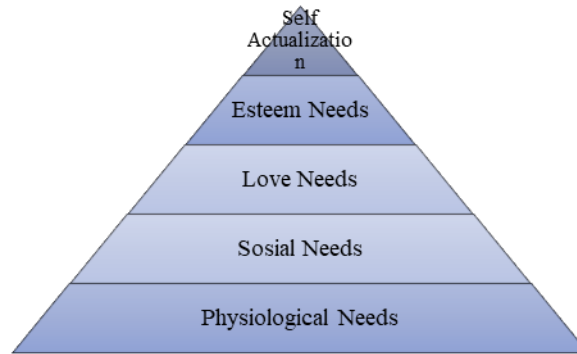 Self
Actualizatio
n
Esteem Needs
Love Needs
Sosial Needs
Physiological Needs